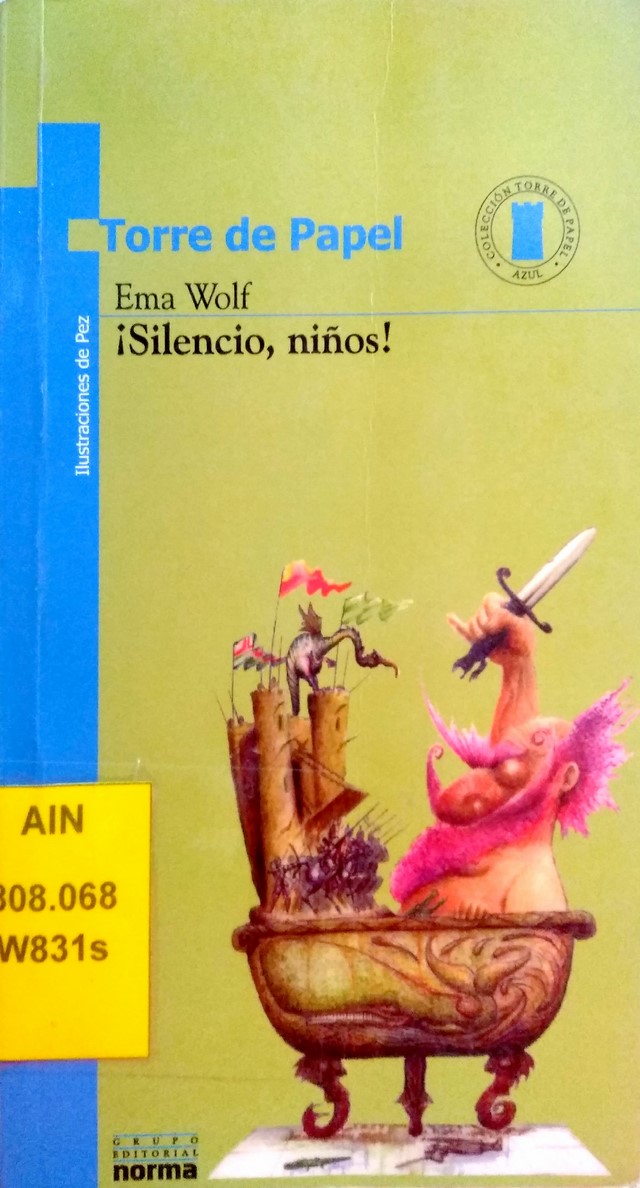 Torre de Papel
COLECCIÓN TORRE DE PAPEL
AZUL
Ema Wolf
¡Silencio, niños!
Ilustraciones de Pez
AIN
808.068
W831s
GRUPO
EDITORIAL
norma